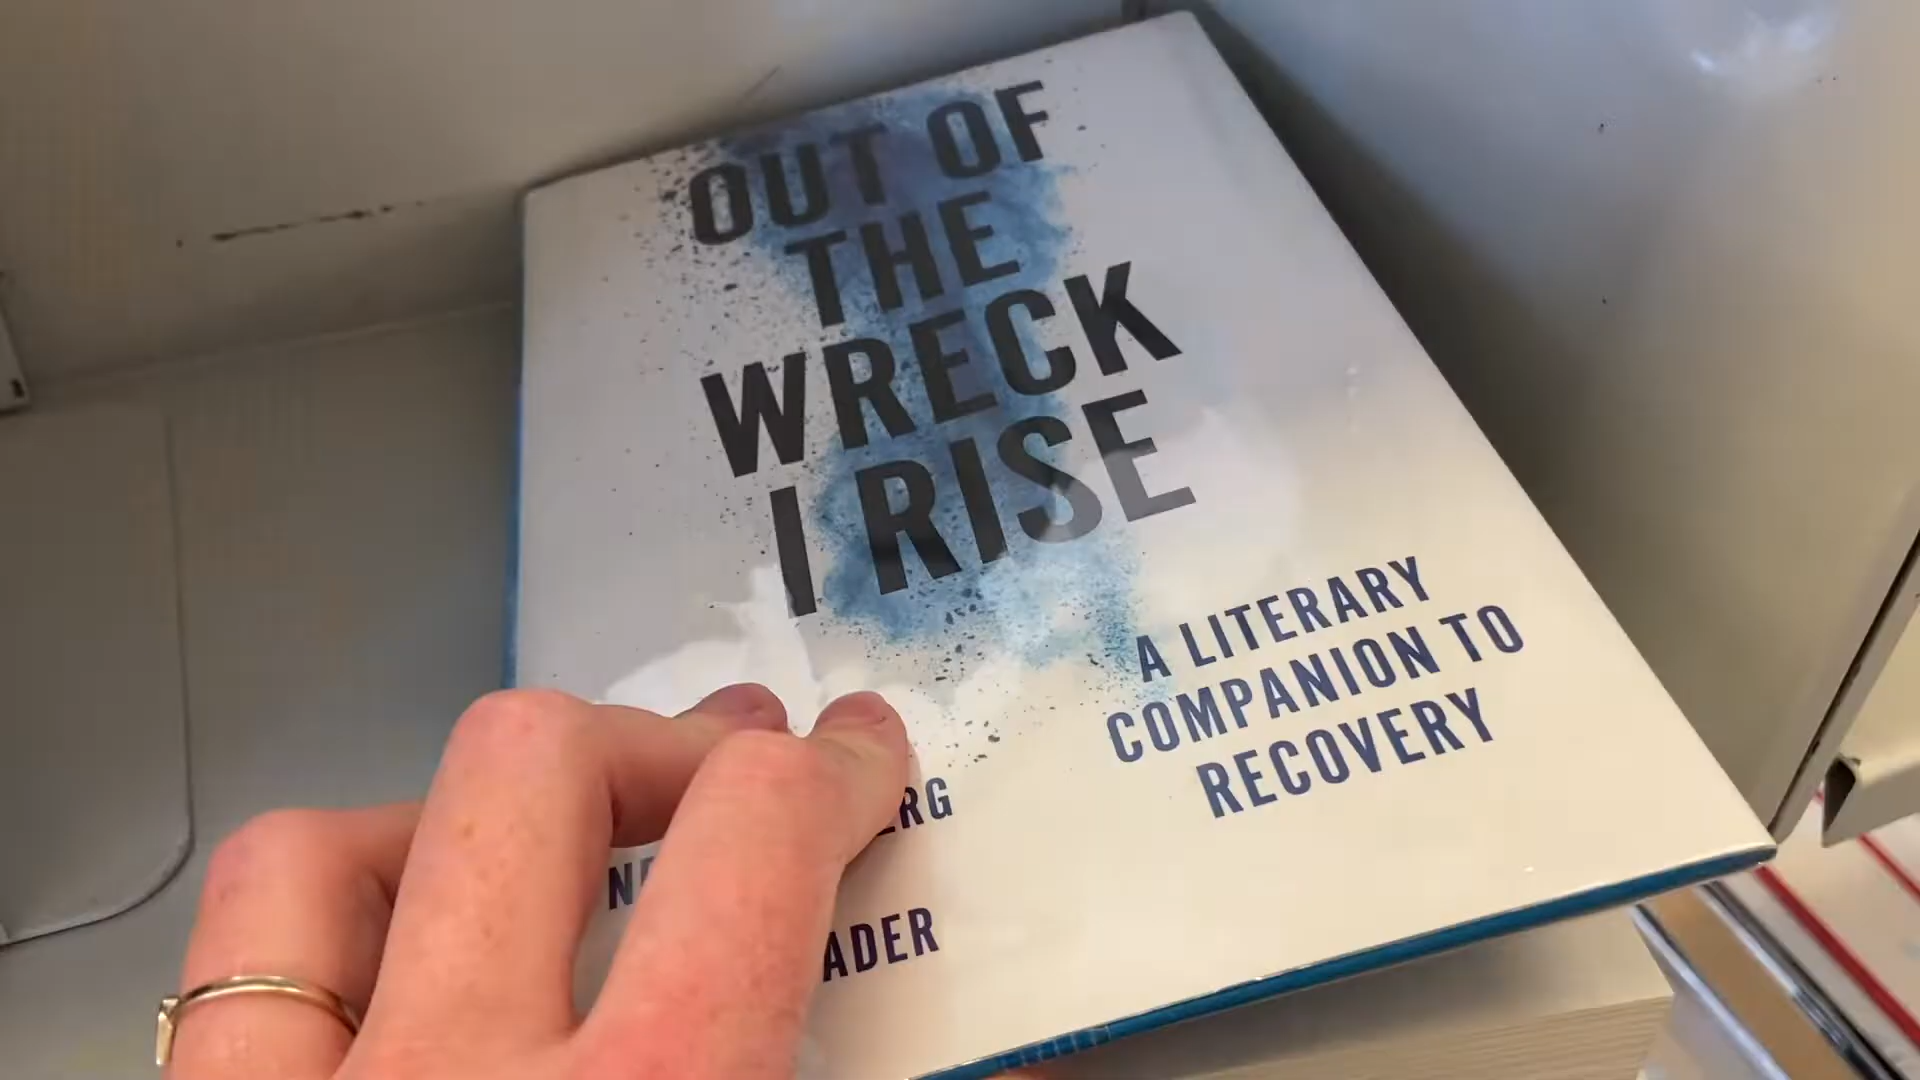 OUT OF
THE
WRECK
I RISE
A LITERARY
COMPANION TO
RECOVERY